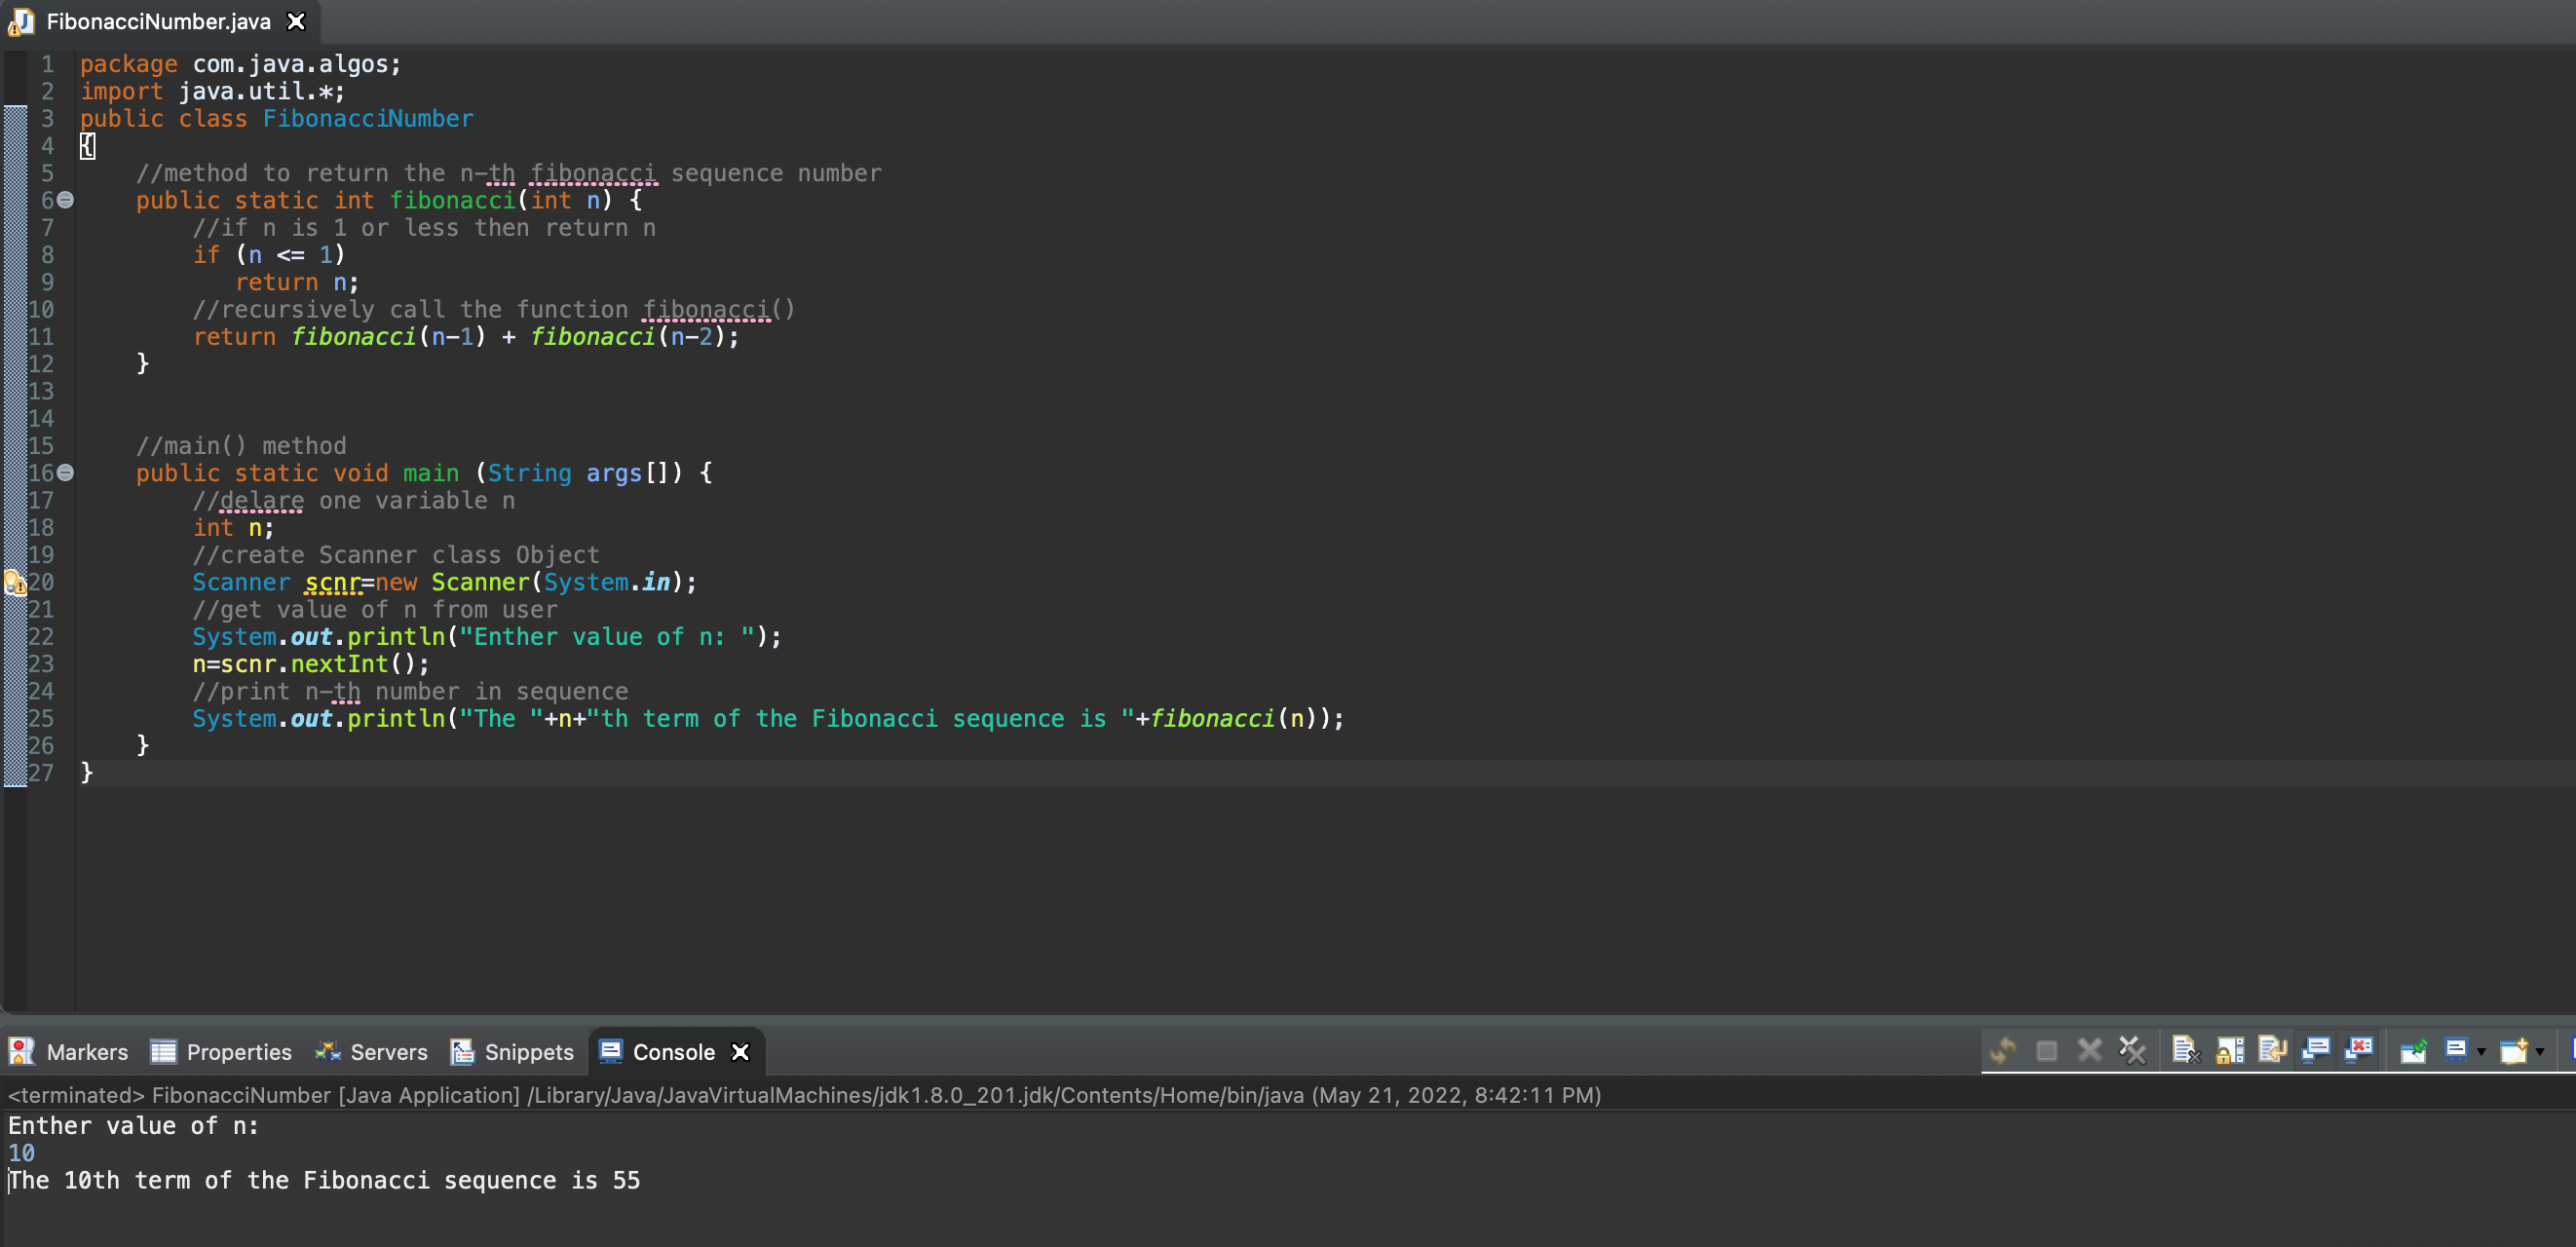 FibonacciNumber.java
1 package com.java.algos;
2 import java.util.*;
3 public class FibonacciNumber
4 {
5     //method to return the n-th fibonacci sequence number
6     public static int fibonacci(int n) {
7         //if n is 1 or less then return n
8         if (n <= 1)
9            return n;
10         //recursively call the function fibonacci()
11         return fibonacci(n-1) + fibonacci(n-2);
12     }
13
14
15     //main() method
16     public static void main (String args[]) {
17         //delare one variable n
18         int n;
19         //create Scanner class Object
20         Scanner scnr=new Scanner(System.in);
21         //get value of n from user
22         System.out.println("Enther value of n: ");
23         n=scnr.nextInt();
24         //print n-th number in sequence
25         System.out.println("The "+n+"th term of the Fibonacci sequence is "+fibonacci(n));
26     }
27 }
Markers Properties Servers Snippets Console
<terminated> FibonacciNumber [Java Application] /Library/Java/JavaVirtualMachines/jdk1.8.0_201.jdk/Contents/Home/bin/java (May 21, 2022, 8:42:11 PM)
Enther value of n:
10
The 10th term of the Fibonacci sequence is 55